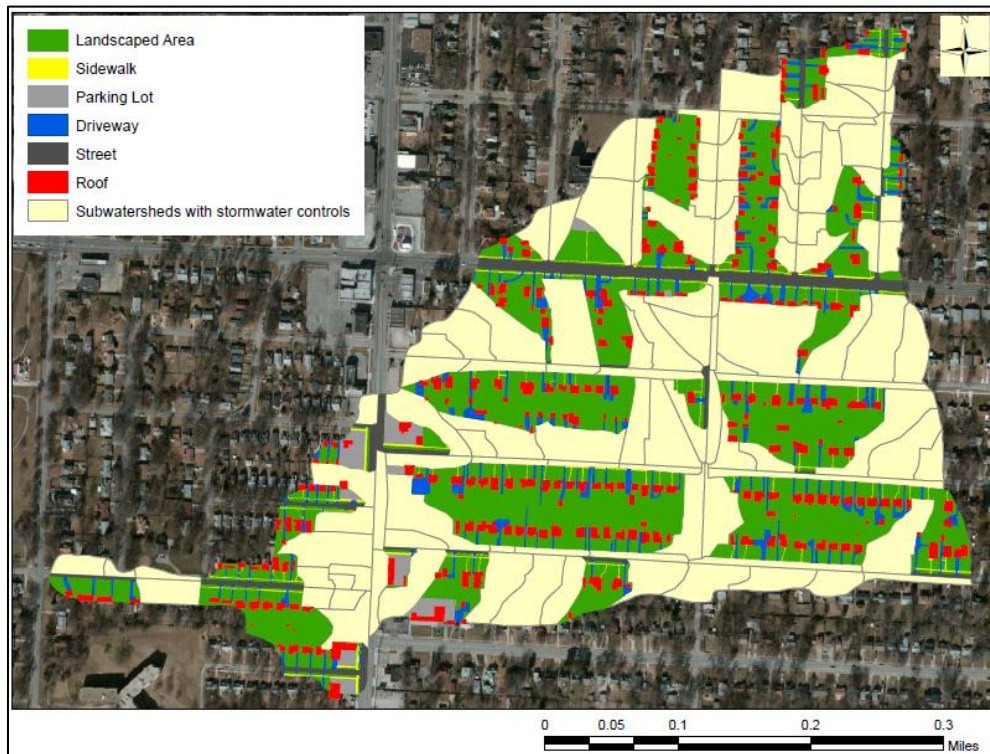 Landscaped Area
Sidewalk
Parking Lot
Driveway
Street
Roof
Subwatersheds with stormwater controls
N
0 0.05 0.1 0.2 0.3
Miles